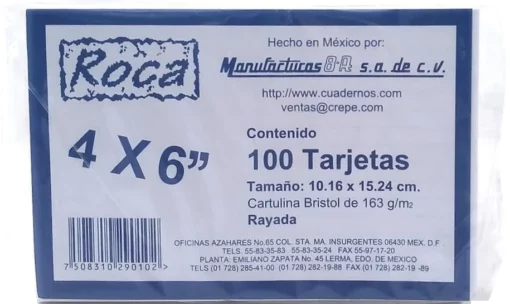 Roca
Hecho en México por:
Manufacturas 8-A s.a. de c.v.
http://www.cuadernos.com
ventas@crepe.com
4 X 6”
Contenido
100 Tarjetas
Tamaño: 10.16 x 15.24 cm.
Cartulina Bristol de 163 g/m2
Rayada
7 508310 290102 >
OFICINAS AZAHARES No.65 COL. STA. MA. INSURGENTES 06430 MEX. D.F
TELS. 55-83-35-83 55-83-25-24 FAX 55-97-17-20
PLANTA: EMILIANO ZAPATA No. 45 LERMA, EDO. DE MEXICO
TELS (01 728) 285-41-00 (01 728) 282-19-88 FAX (01 728) 282-19 -89